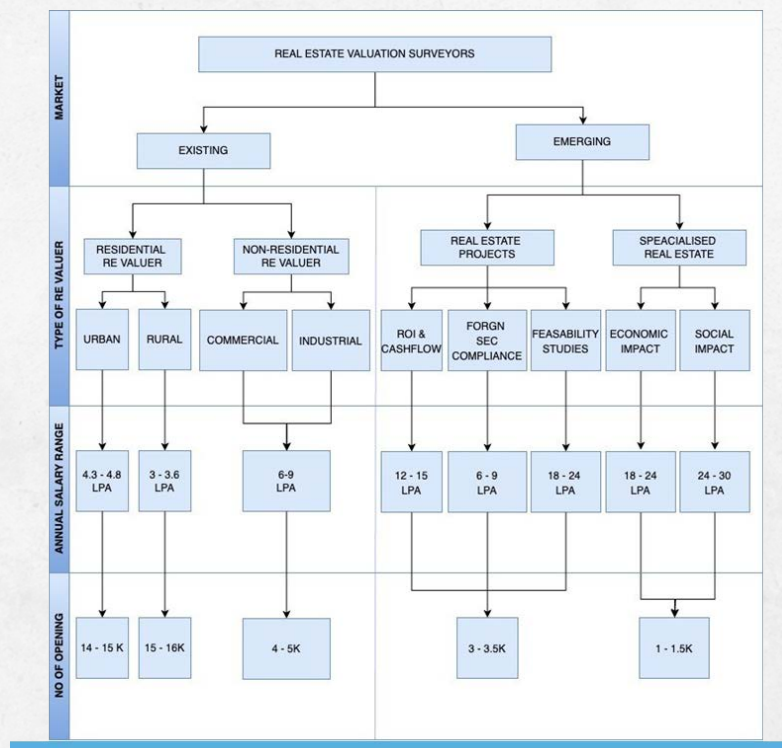 MARKET
REAL ESTATE VALUATION SURVEYORS
EXISTING
EMERGING
TYPE OF RE VALUER
RESIDENTIAL
RE VALUER
NON-RESIDENTIAL
RE VALUER
REAL ESTATE
PROJECTS
SPEACIALISED
REAL ESTATE
URBAN
RURAL
COMMERCIAL
INDUSTRIAL
ROI &
CASHFLOW
FORGN
SEC
COMPLIANCE
FEASABILITY
STUDIES
ECONOMIC
IMPACT
SOCIAL
IMPACT
ANNUAL SALARY RANGE
4.3 - 4.8
LPA
3 - 3.6
LPA
6-9
LPA
12 - 15
LPA
6 - 9
LPA
18 - 24
LPA
18 - 24
LPA
24 - 30
LPA
NO OF OPENING
14 - 15 K
15 - 16K
4 - 5K
3 - 3.5K
1 - 1.5K